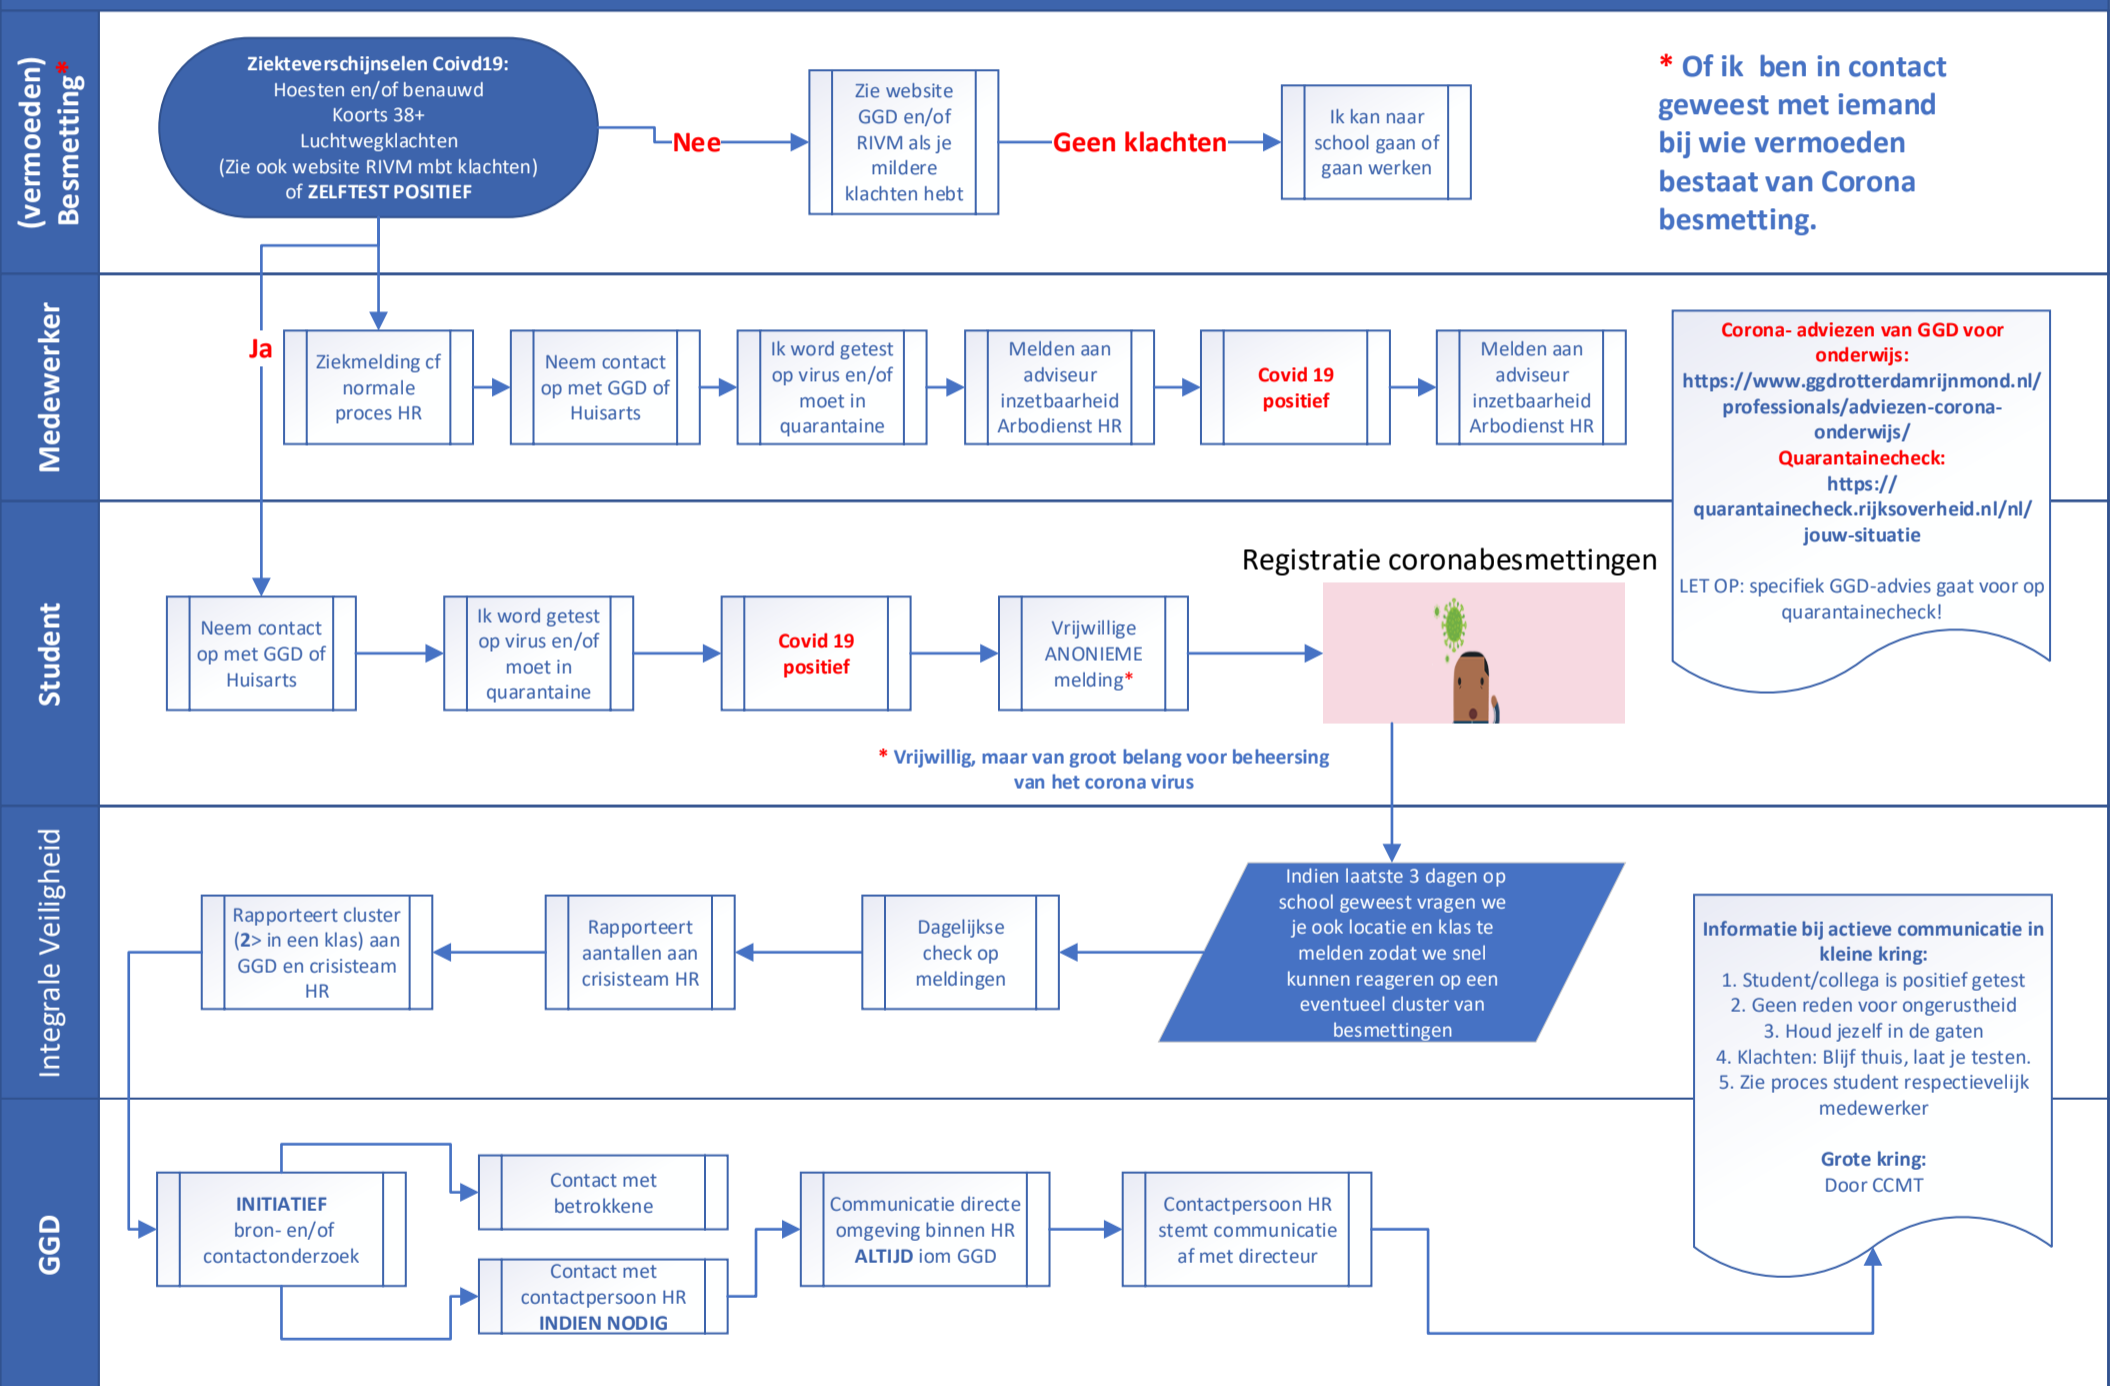 (vermoeden)
Besmetting*
Ziekteverschijnselen Coivd19:
Hoesten en/of benauwd
Koorts 38+
Luchtwegklachten
(Zie ook website RIVM mbt klachten)
of ZELFTEST POSITIEF
Nee
Zie website
GGD en/of
RIVM als je
mildere
klachten hebt
Geen klachten
Ik kan naar
school gaan of
gaan werken
* Of ik ben in contact
geweest met iemand
bij wie vermoeden
bestaat van Corona
besmetting.
Ja
Medewerker
Ziekmelding cf
normale
proces HR
Neem contact
op met GGD of
Huisarts
Ik word getest
op virus en/of
moet in
quarantaine
Melden aan
adviseur
inzetbaarheid
Arbodienst HR
Covid 19
positief
Melden aan
adviseur
inzetbaarheid
Arbodienst HR
Corona- adviezen van GGD voor
onderwijs:
https://www.ggdrotterdamrijnmond.nl/
professionals/adviezen-corona-
onderwijs/
Quarantainecheck:
https://
quarantainecheck.rijksoverheid.nl/nl/
jouw-situatie
LET OP: specifiek GGD-advies gaat voor op
quarantainecheck!
Student
Neem contact
op met GGD of
Huisarts
Ik word getest
op virus en/of
moet in
quarantaine
Covid 19
positief
Vrijwillige
ANONIEME
melding*
Registratie coronabesmettingen
* Vrijwillig, maar van groot belang voor beheersing
van het corona virus
Integrale Veiligheid
Rapporteert cluster
(2> in een klas) aan
GGD en crisisteam
HR
Rapporteert
aantallen aan
crisisteam HR
Dagelijkse
check op
meldingen
Indien laatste 3 dagen op
school geweest vragen we
je ook locatie en klas te
melden zodat we snel
kunnen reageren op een
eventueel cluster van
besmettingen
Informatie bij actieve communicatie in
kleine kring:
1. Student/collega is positief getest
2. Geen reden voor ongerustheid
3. Houd jezelf in de gaten
4. Klachten: Blijf thuis, laat je testen.
5. Zie proces student respectievelijk
medewerker
Grote kring:
Door CCMT
GGD
INITIATIEF
bron- en/of
contactonderzoek
Contact met
betrokkene
Contact met
contactpersoon HR
INDIEN NODIG
Communicatie directe
omgeving binnen HR
ALTIJD iom GGD
Contactpersoon HR
stemt communicatie
af met directeur